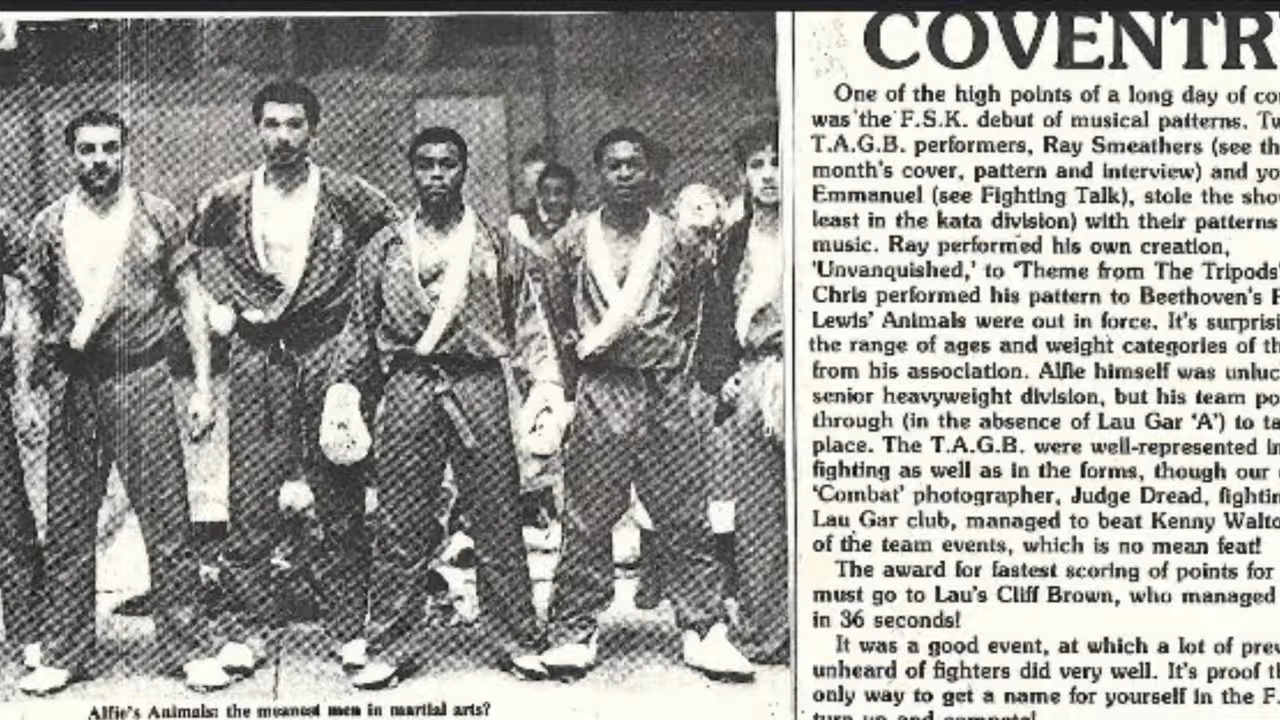 Alfie's Animals: the meanest men in martial arts?
COVENTR
One of the high points of a long day of co
was the F.S.K. debut of musical patterns. Tw
T.A.G.B. performers, Ray Smeathers (see th
month's cover, pattern and interview) and yo
Emmanuel (see Fighting Talk), stole the sho
least in the kata division) with their patterns
music. Ray performed his own creation,
'Unvanquished,' to 'Theme from The Tripods'
Chris performed his pattern to Beethoven's
Lewis' Animals were out in force. It's surprisi
the range of ages and weight categories of th
from his association. Alfie himself was unluc
senior heavyweight division, but his team po
through (in the absence of Lau Gar 'A') to ta
place. The T.A.G.B. were well-represented in
fighting as well as in the forms, though our
'Combat' photographer, Judge Dread, fightin
Lau Gar club, managed to beat Kenny Walto
of the team events, which is no mean feat!
The award for fastest scoring of points for
must go to Lau's Cliff Brown, who managed
in 36 seconds!
It was a good event, at which a lot of prev
unheard of fighters did very well. It's proof th
only way to get a name for yourself in the F.
turn up and compete!